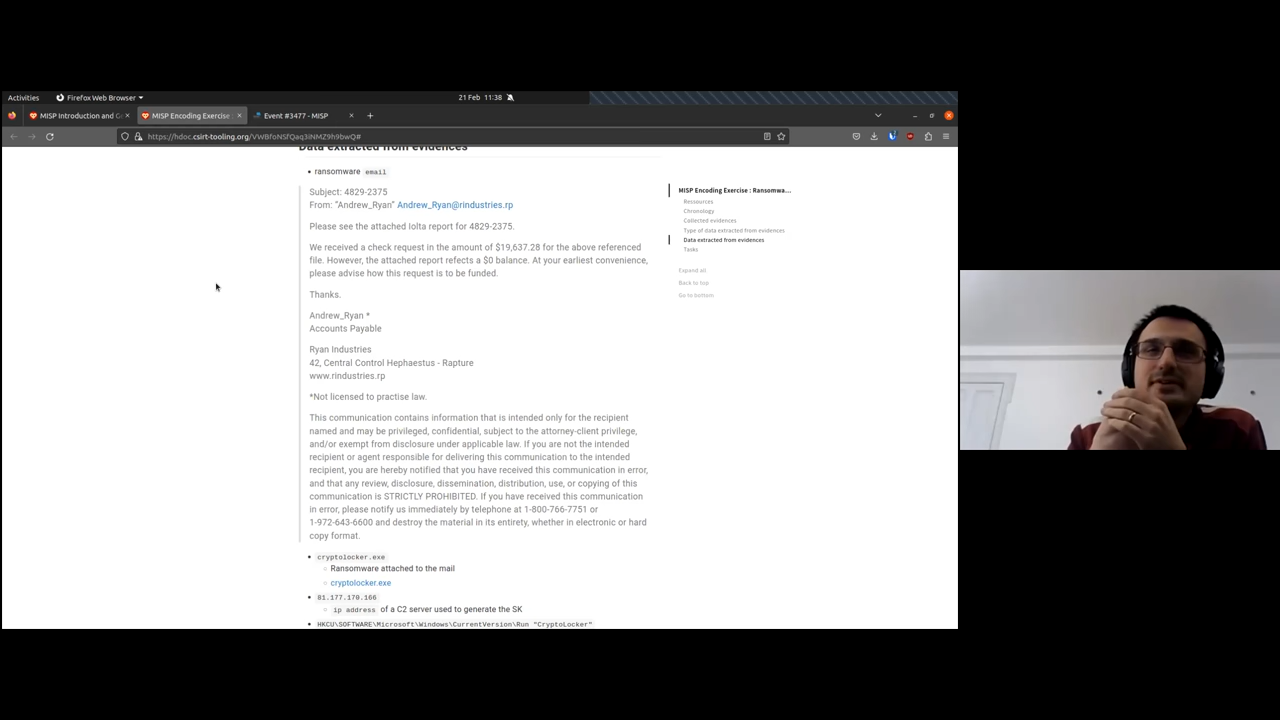 Activities
Firefox Web Browser
21 Feb 11:38
MISP Introduction and G
MISP Encoding Exercise :
Event #3477 - MISP
https://hdoc.csirt-tooling.org/VWBfoNSfQaq3iNMZ9h9bwQ#
Data extracted from evidences
ransomware email
Subject: 4829-2375
From: "Andrew_Ryan" Andrew_Ryan@rindustries.rp
Please see the attached Iolta report for 4829-2375.
We received a check request in the amount of $19,637.28 for the above referenced
file. However, the attached report refects a $0 balance. At your earliest convenience,
please advise how this request is to be funded.
Thanks.
Andrew_Ryan *
Accounts Payable
Ryan Industries
42, Central Control Hephaestus - Rapture
www.rindustries.rp
*Not licensed to practise law.
This communication contains information that is intended only for the recipient
named and may be privileged, confidential, subject to the attorney-client privilege,
and/or exempt from disclosure under applicable law. If you are not the intended
recipient or agent responsible for delivering this communication to the intended
recipient, you are hereby notified that you have received this communication in error,
and that any review, disclosure, dissemination, distribution, use, or copying of this
communication is STRICTLY PROHIBITED. If you have received this communication
in error, please notify us immediately by telephone at 1-800-766-7751 or
1-972-643-6600 and destroy the material in its entirety, whether in electronic or hard
copy format.
cryptolocker.exe
Ransomware attached to the mail
cryptolocker.exe
81.177.170.166
ip address of a C2 server used to generate the SK
HKCU\SOFTWARE\Microsoft\Windows\CurrentVersion\Run "CryptoLocker"
MISP Encoding Exercise : Ransomwa...
Ressources
Chronology
Collected evidences
Type of data extracted from evidences
Data extracted from evidences
Tasks
Expand all
Back to top
Go to bottom